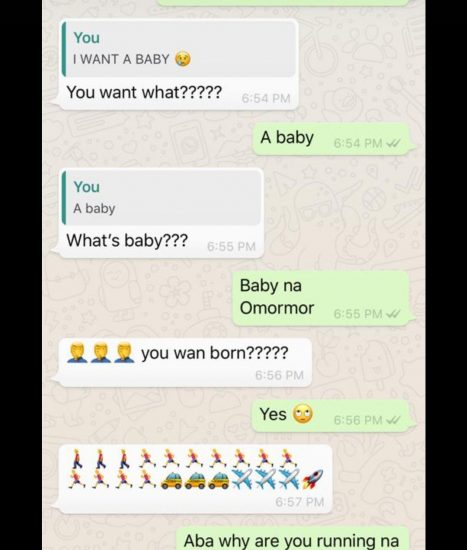 You
I WANT A BABY 😢
You want what?????
6:54 PM
A baby
6:54 PM
You
A baby
What's baby???
6:55 PM
Baby na
Omormor
6:55 PM
🤦‍♂️🤦‍♂️🤦‍♂️ you wan born?????
6:56 PM
Yes 🙄
6:56 PM
6:57 PM
Aba why are you running na